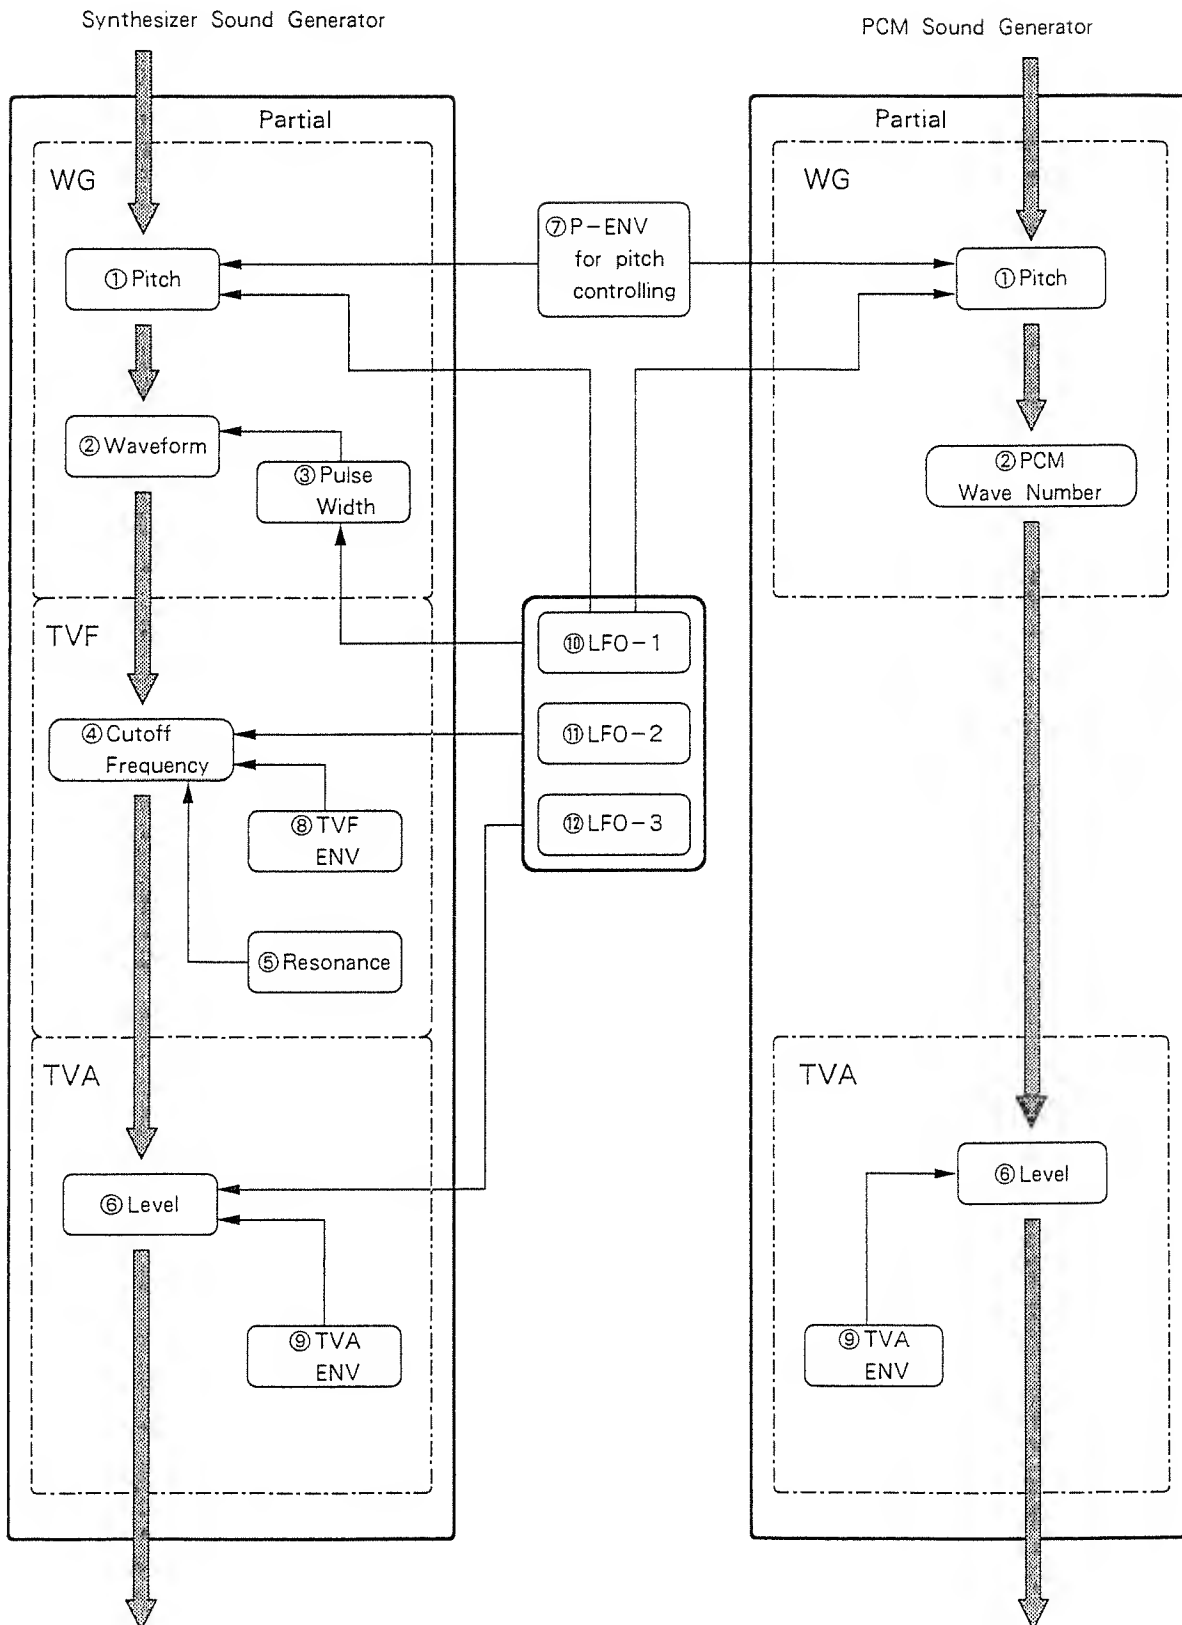 Synthesizer Sound Generator
Partial
WG
①Pitch
②Waveform
③Pulse
Width
TVF
④Cutoff
Frequency
⑧TVF
ENV
⑤Resonance
TVA
⑥Level
⑨TVA
ENV
⑦P-ENV
for pitch
controlling
⑩LFO-1
⑪LFO-2
⑫LFO-3
PCM Sound Generator
Partial
WG
①Pitch
②PCM
Wave Number
TVA
⑥Level
⑨TVA
ENV